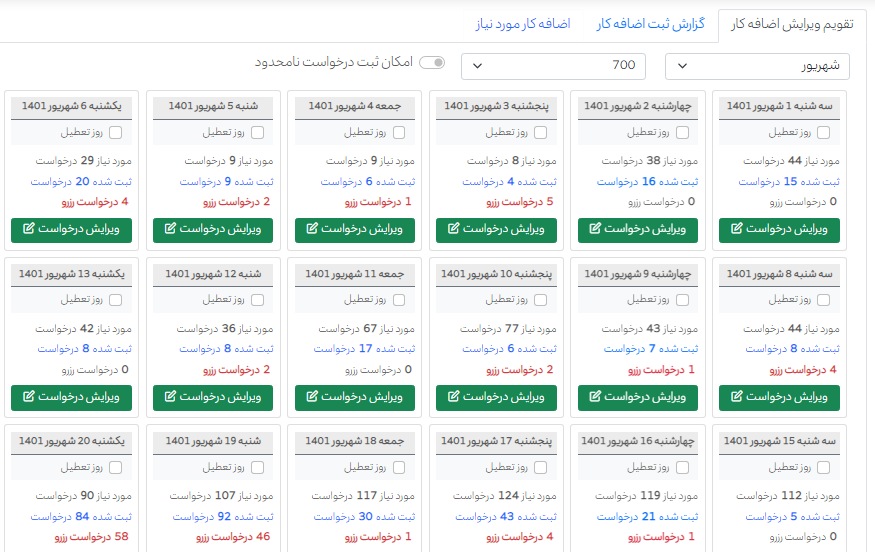 تقویم ویرایش اضافه کار
گزارش ثبت اضافه کار
اضافه کار مورد نیاز
شهریور
700
امکان ثبت درخواست نامحدود
سه شنبه 1 شهریور 1401
روز تعطیل
مورد نیاز 44 درخواست
ثبت شده 15 درخواست
0 درخواست رزرو
ویرایش درخواست
چهارشنبه 2 شهریور 1401
روز تعطیل
مورد نیاز 38 درخواست
ثبت شده 16 درخواست
0 درخواست رزرو
ویرایش درخواست
پنجشنبه 3 شهریور 1401
روز تعطیل
مورد نیاز 8 درخواست
ثبت شده 4 درخواست
5 درخواست رزرو
ویرایش درخواست
جمعه 4 شهریور 1401
روز تعطیل
مورد نیاز 9 درخواست
ثبت شده 6 درخواست
1 درخواست رزرو
ویرایش درخواست
شنبه 5 شهریور 1401
روز تعطیل
مورد نیاز 9 درخواست
ثبت شده 9 درخواست
2 درخواست رزرو
ویرایش درخواست
یکشنبه 6 شهریور 1401
روز تعطیل
مورد نیاز 29 درخواست
ثبت شده 20 درخواست
4 درخواست رزرو
ویرایش درخواست
سه شنبه 8 شهریور 1401
روز تعطیل
مورد نیاز 44 درخواست
ثبت شده 8 درخواست
4 درخواست رزرو
ویرایش درخواست
چهارشنبه 9 شهریور 1401
روز تعطیل
مورد نیاز 43 درخواست
ثبت شده 7 درخواست
1 درخواست رزرو
ویرایش درخواست
پنجشنبه 10 شهریور 1401
روز تعطیل
مورد نیاز 77 درخواست
ثبت شده 6 درخواست
2 درخواست رزرو
ویرایش درخواست
جمعه 11 شهریور 1401
روز تعطیل
مورد نیاز 67 درخواست
ثبت شده 17 درخواست
0 درخواست رزرو
ویرایش درخواست
شنبه 12 شهریور 1401
روز تعطیل
مورد نیاز 36 درخواست
ثبت شده 8 درخواست
2 درخواست رزرو
ویرایش درخواست
یکشنبه 13 شهریور 1401
روز تعطیل
مورد نیاز 42 درخواست
ثبت شده 8 درخواست
0 درخواست رزرو
ویرایش درخواست
سه شنبه 15 شهریور 1401
روز تعطیل
مورد نیاز 112 درخواست
ثبت شده 5 درخواست
0 درخواست رزرو
چهارشنبه 16 شهریور 1401
روز تعطیل
مورد نیاز 119 درخواست
ثبت شده 21 درخواست
1 درخواست رزرو
پنجشنبه 17 شهریور 1401
روز تعطیل
مورد نیاز 124 درخواست
ثبت شده 43 درخواست
4 درخواست رزرو
جمعه 18 شهریور 1401
روز تعطیل
مورد نیاز 117 درخواست
ثبت شده 30 درخواست
1 درخواست رزرو
شنبه 19 شهریور 1401
روز تعطیل
مورد نیاز 107 درخواست
ثبت شده 92 درخواست
46 درخواست رزرو
یکشنبه 20 شهریور 1401
روز تعطیل
مورد نیاز 90 درخواست
ثبت شده 84 درخواست
58 درخواست رزرو